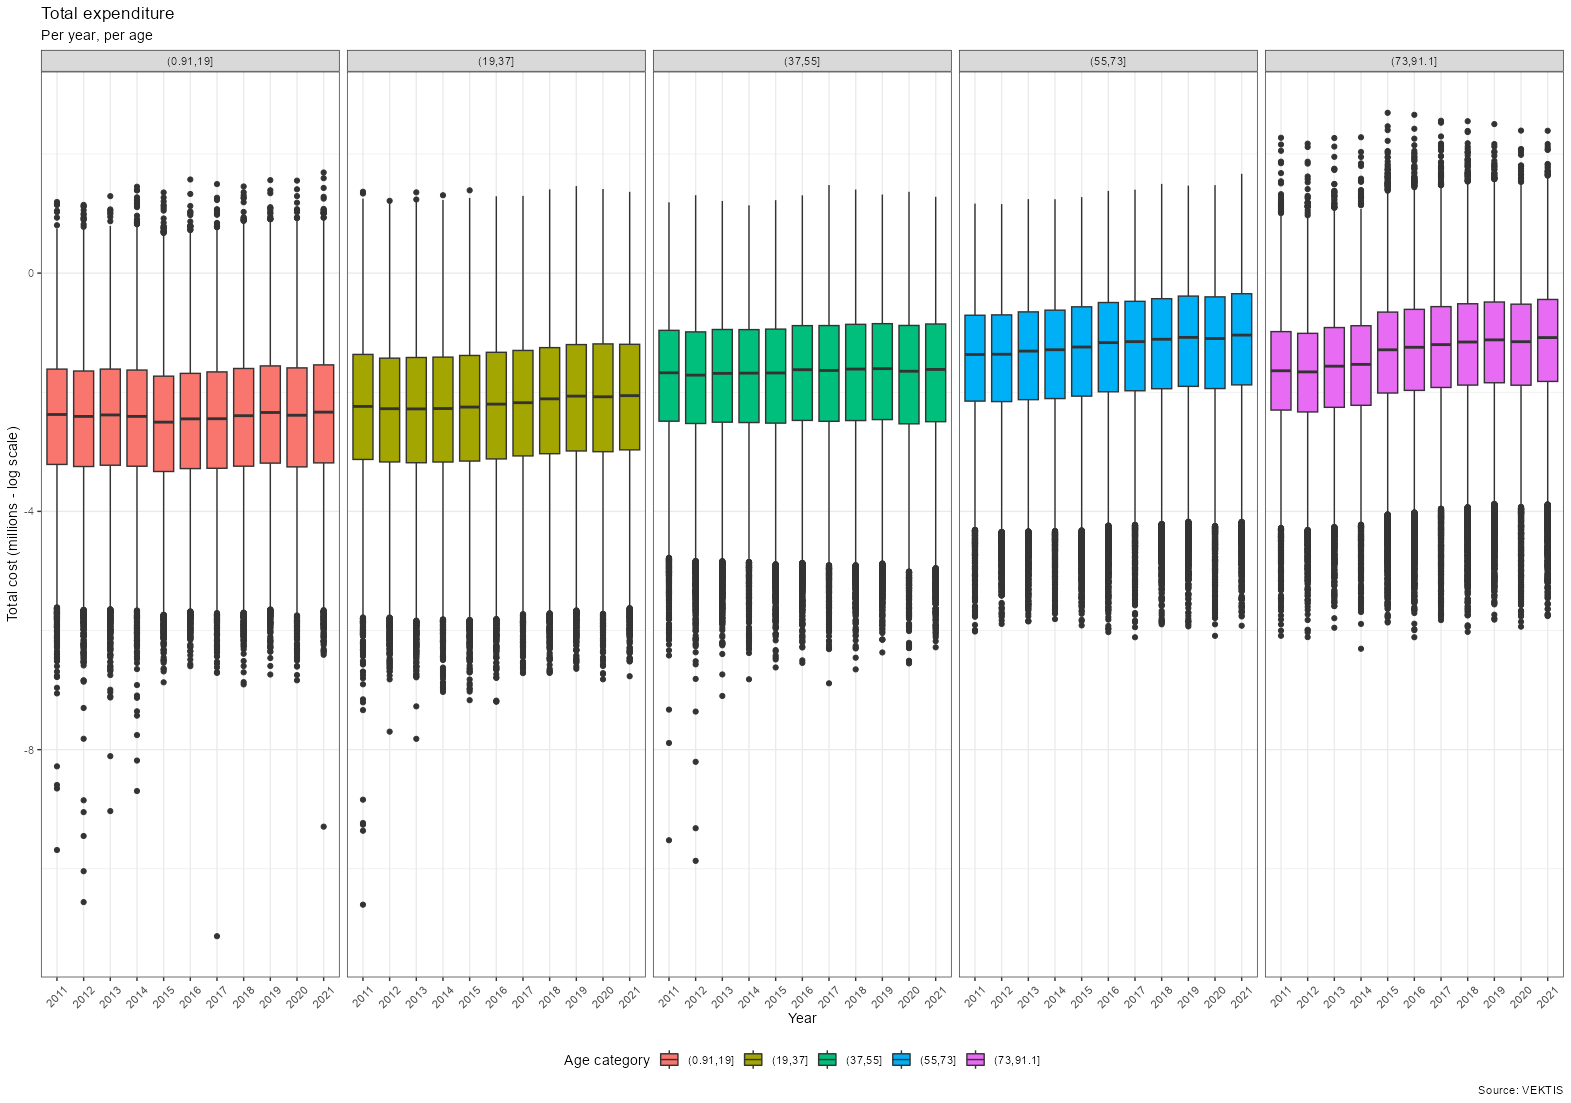 Total expenditure
Per year, per age
(0.91,19] (19,37] (37,55] (55,73] (73,91.1]
Total cost (millions - log scale)
0
-4
-8
2011 2012 2013 2014 2015 2016 2017 2018 2019 2020 2021 2011 2012 2013 2014 2015 2016 2017 2018 2019 2020 2021 2011 2012 2013 2014 2015 2016 2017 2018 2019 2020 2021 2011 2012 2013 2014 2015 2016 2017 2018 2019 2020 2021 2011 2012 2013 2014 2015 2016 2017 2018 2019 2020 2021
Year
Age category (0.91,19] (19,37] (37,55] (55,73] (73,91.1]
Source: VEKTIS